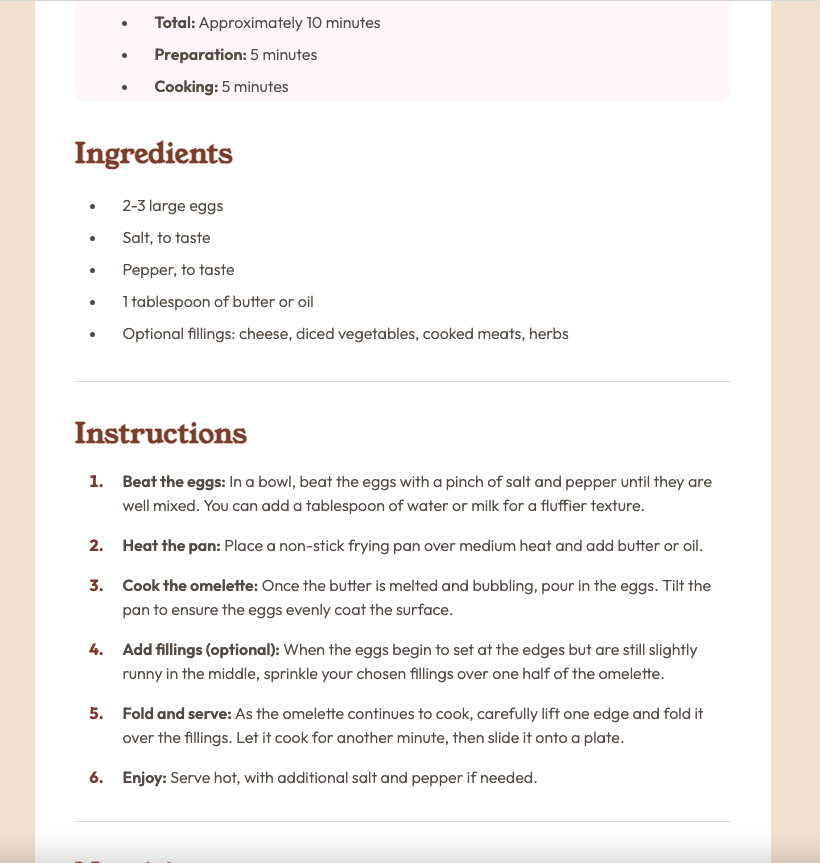 • Total: Approximately 10 minutes
• Preparation: 5 minutes
• Cooking: 5 minutes
Ingredients
• 2-3 large eggs
• Salt, to taste
• Pepper, to taste
• 1 tablespoon of butter or oil
• Optional fillings: cheese, diced vegetables, cooked meats, herbs
Instructions
1. Beat the eggs: In a bowl, beat the eggs with a pinch of salt and pepper until they are
well mixed. You can add a tablespoon of water or milk for a fluffier texture.
2. Heat the pan: Place a non-stick frying pan over medium heat and add butter or oil.
3. Cook the omelette: Once the butter is melted and bubbling, pour in the eggs. Tilt the
pan to ensure the eggs evenly coat the surface.
4. Add fillings (optional): When the eggs begin to set at the edges but are still slightly
runny in the middle, sprinkle your chosen fillings over one half of the omelette.
5. Fold and serve: As the omelette continues to cook, carefully lift one edge and fold it
over the fillings. Let it cook for another minute, then slide it onto a plate.
6. Enjoy: Serve hot, with additional salt and pepper if needed.